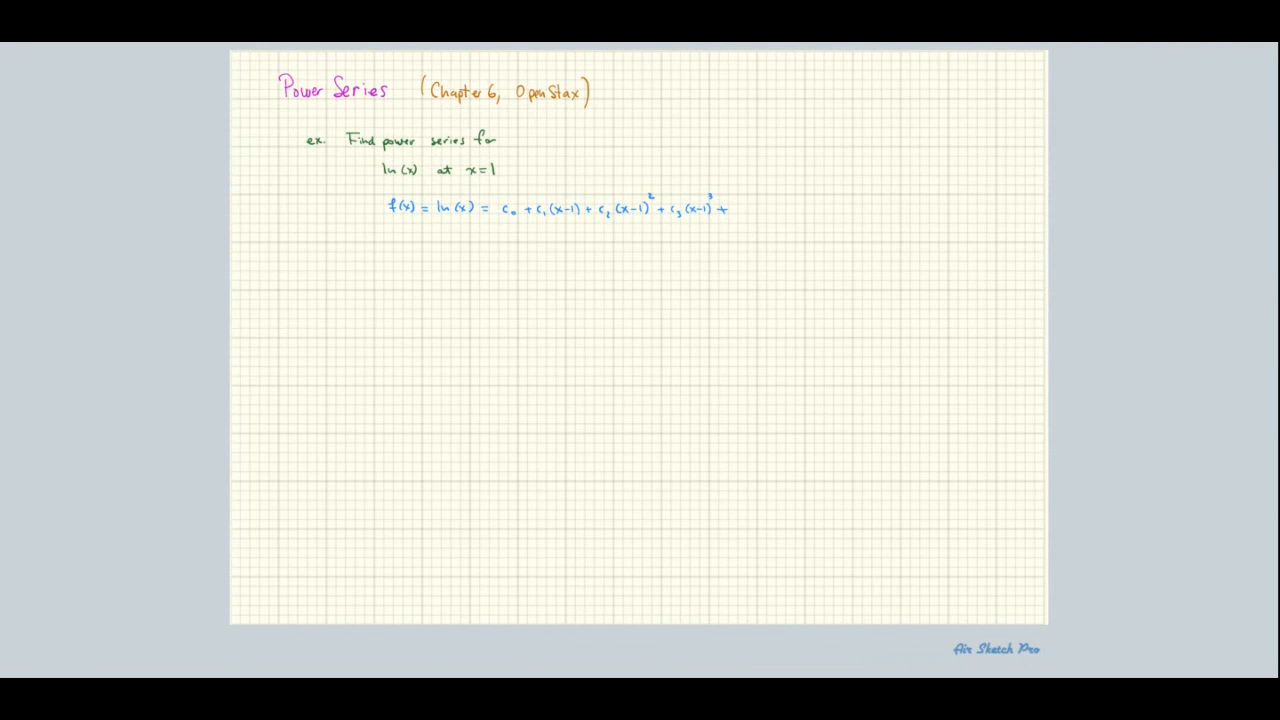 Power Series (Chapter 6, OpenStax)
ex. Find power series for
ln(x) at x=1
f(x) = ln(x) = c₀ + c₁(x-1) + c₂(x-1)² + c₃(x-1)³ +
Air Sketch Pro